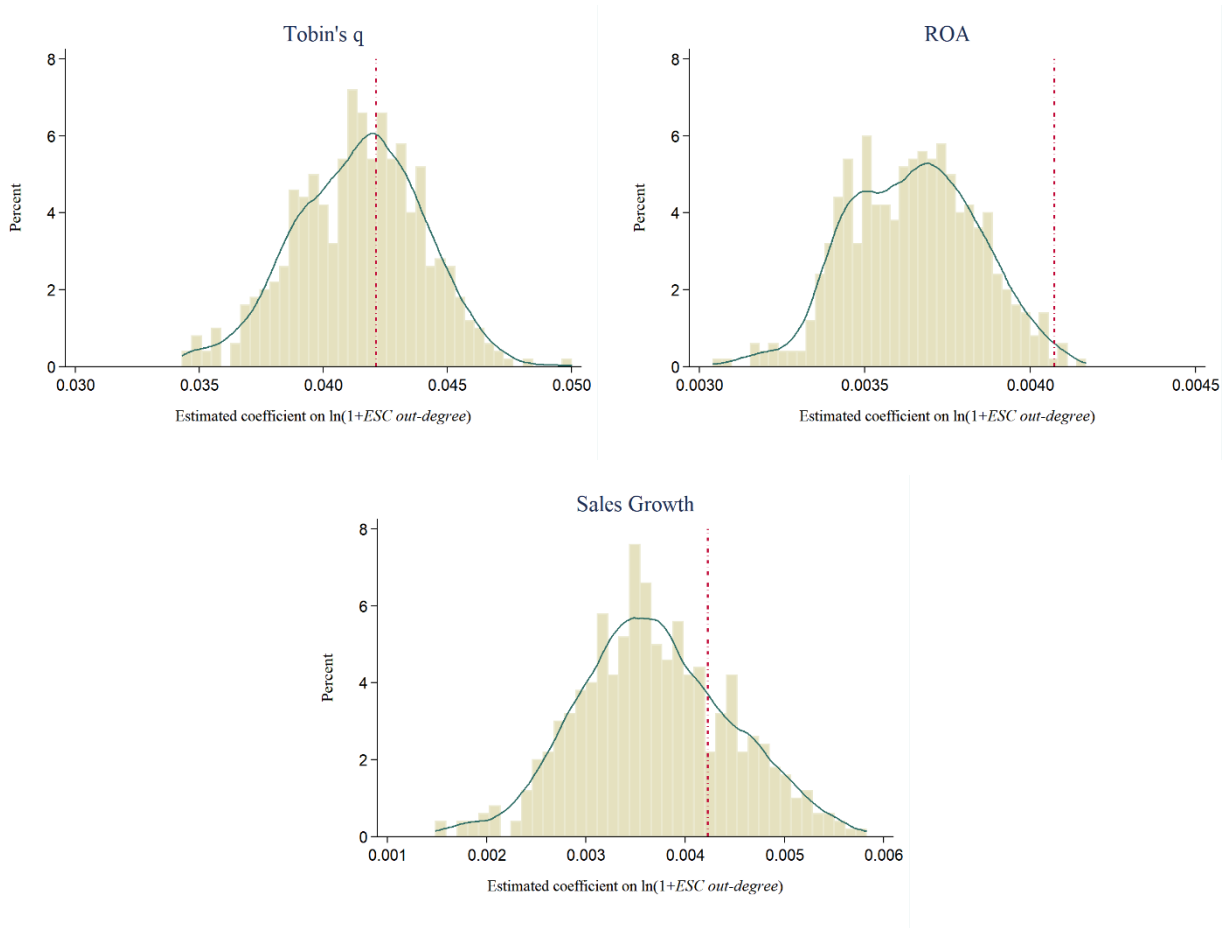 Tobin's q
8
6
4
2
0
Percent
0.030 0.035 0.040 0.045 0.050
Estimated coefficient on ln(1+ESC out-degree)
ROA
8
6
4
2
0
Percent
0.0030 0.0035 0.0040 0.0045
Estimated coefficient on ln(1+ESC out-degree)
Sales Growth
8
6
4
2
0
Percent
0.001 0.002 0.003 0.004 0.005 0.006
Estimated coefficient on ln(1+ESC out-degree)